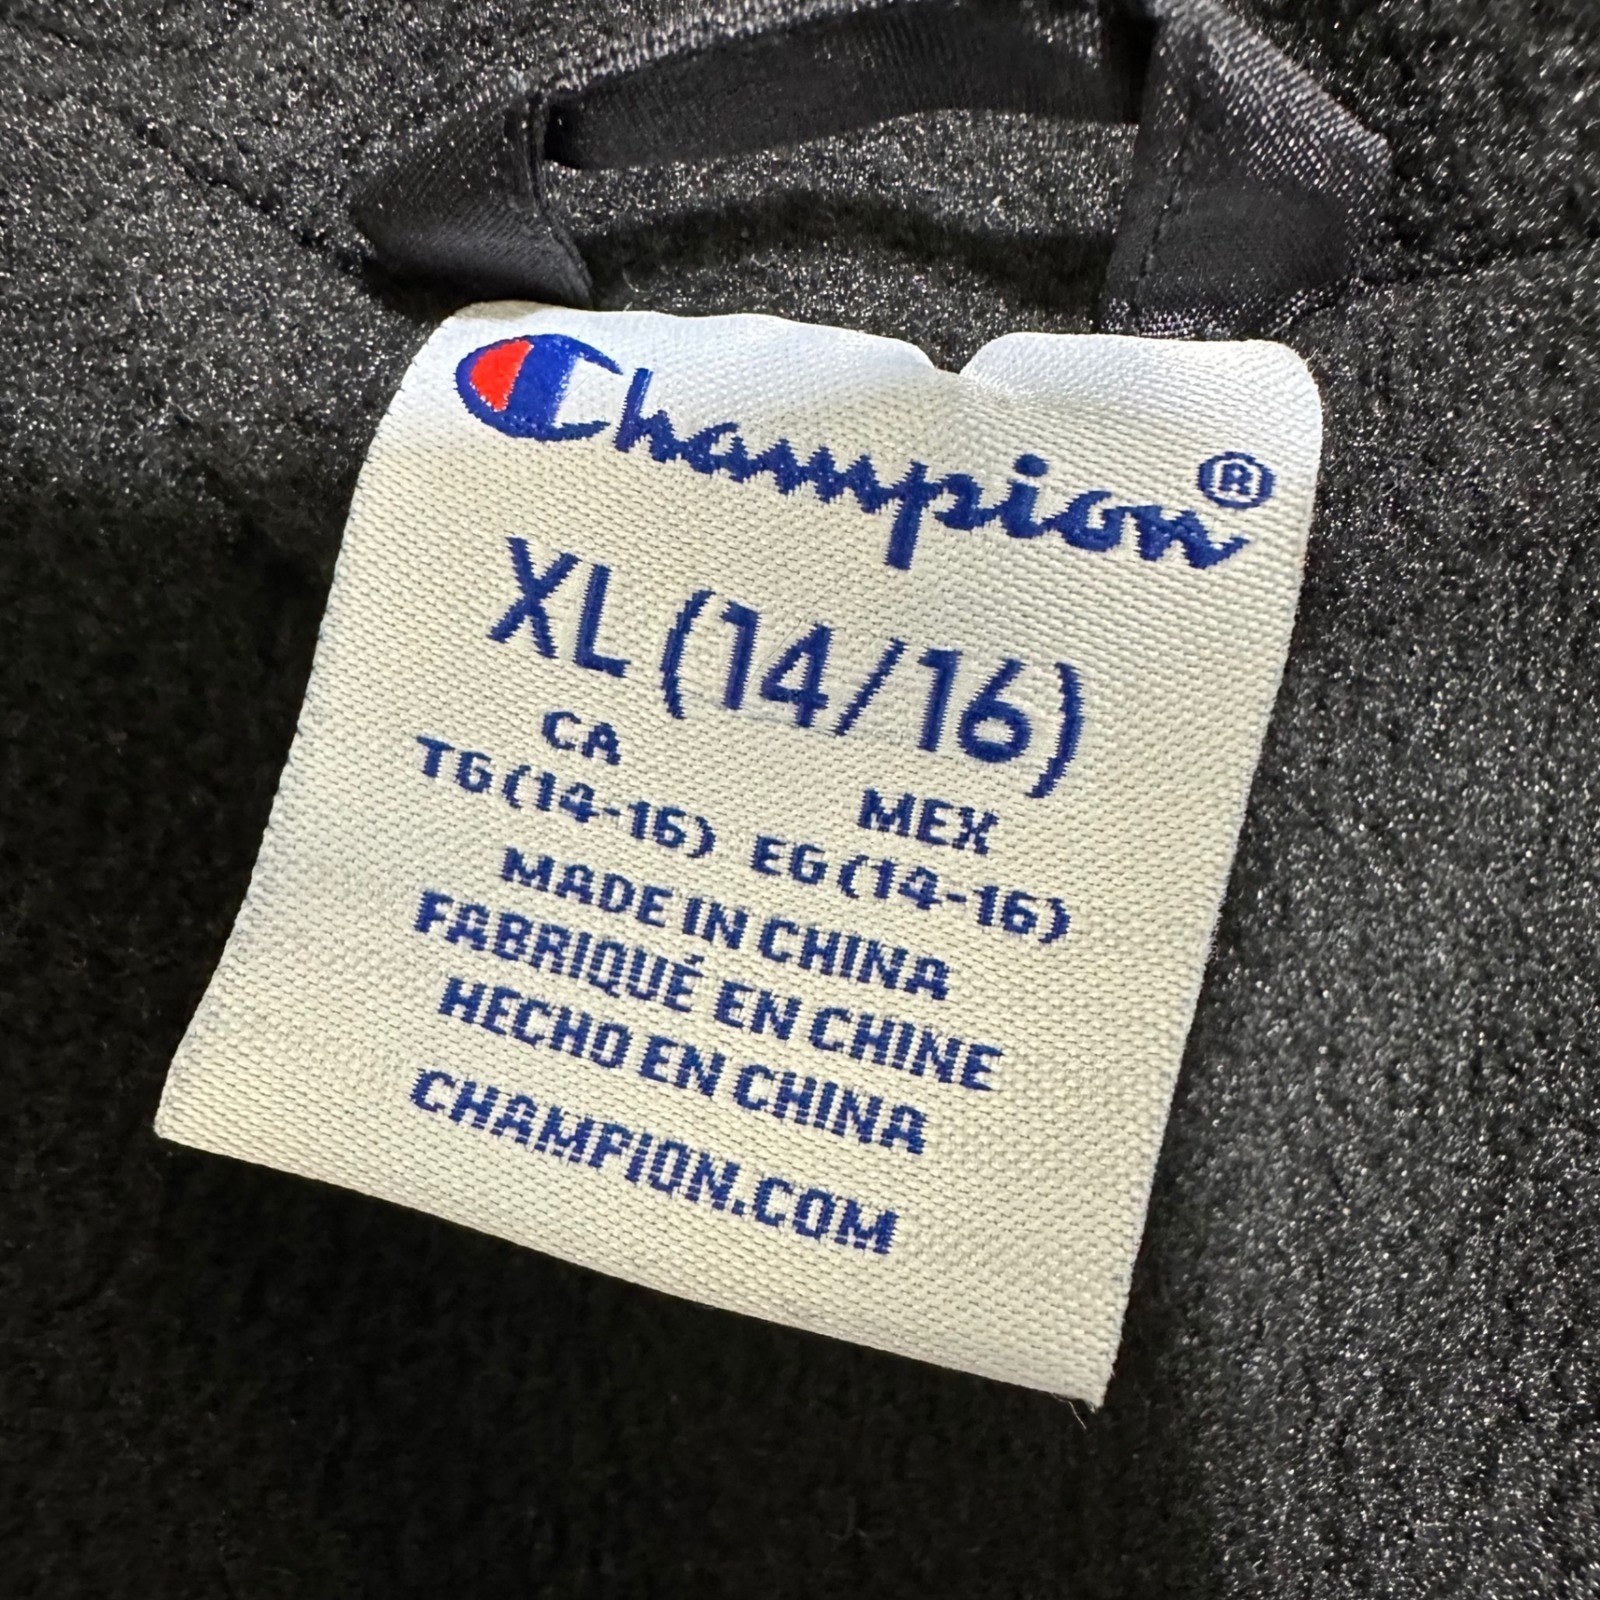 Champion®
XL (14/16)
CA MEX
TG(14-16) EG(14-16)
MADE IN CHINA
FABRIQUÉ EN CHINE
HECHO EN CHINA
CHAMPION.COM